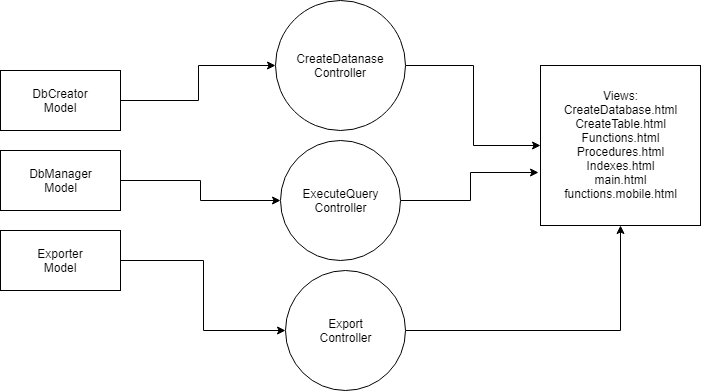 DbCreator
Model
DbManager
Model
Exporter
Model
CreateDatanase
Controller
ExecuteQuery
Controller
Export
Controller
Views:
CreateDatabase.html
CreateTable.html
Functions.html
Procedures.html
Indexes.html
main.html
functions.mobile.html